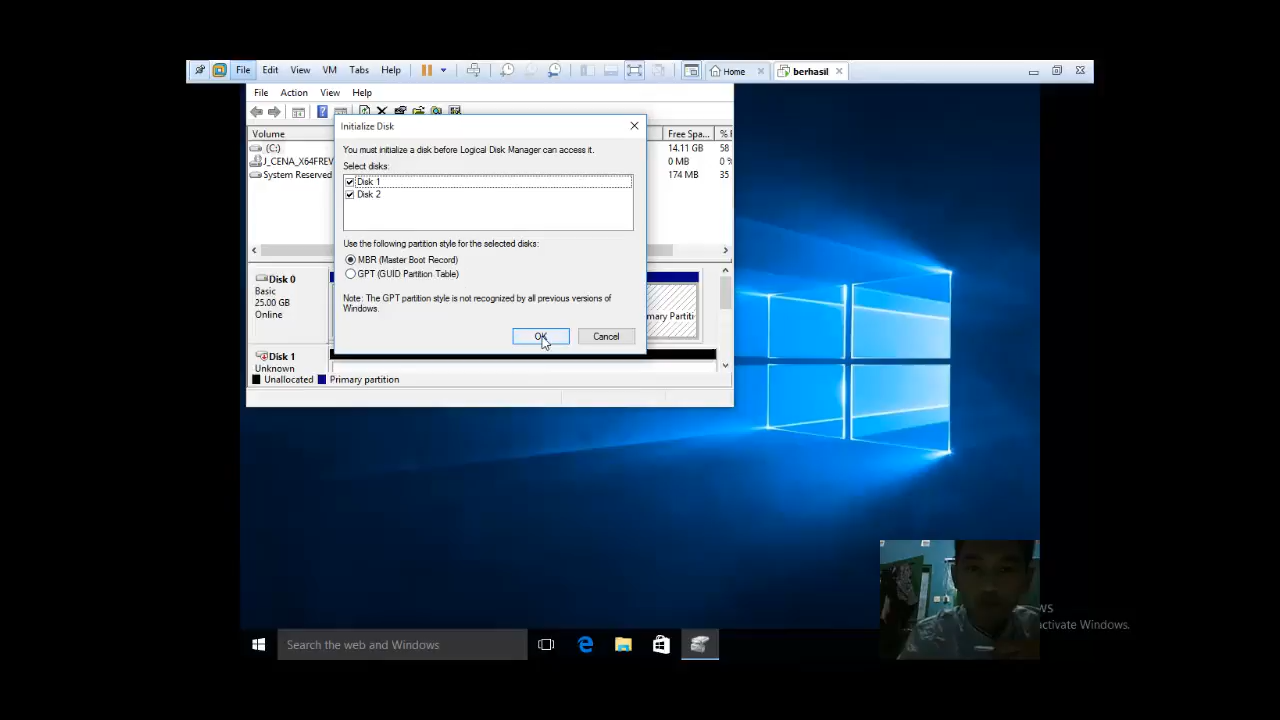 File Edit View VM Tabs Help Home berhasil
File Action View Help
Volume Free Spa... %
(C:) 14.11 GB 58
J_CENA_X64FREV 0 MB 0 %
System Reserved 174 MB 35
Initialize Disk
You must initialize a disk before Logical Disk Manager can access it.
Select disks:
Disk 1
Disk 2
Use the following partition style for the selected disks:
MBR (Master Boot Record)
GPT (GUID Partition Table)
Note: The GPT partition style is not recognized by all previous versions of
Windows.
OK Cancel
Disk 0
Basic
25.00 GB
Online
mary Partiti
Disk 1
Unknown
Unallocated Primary partition
ws
activate Windows.
Search the web and Windows